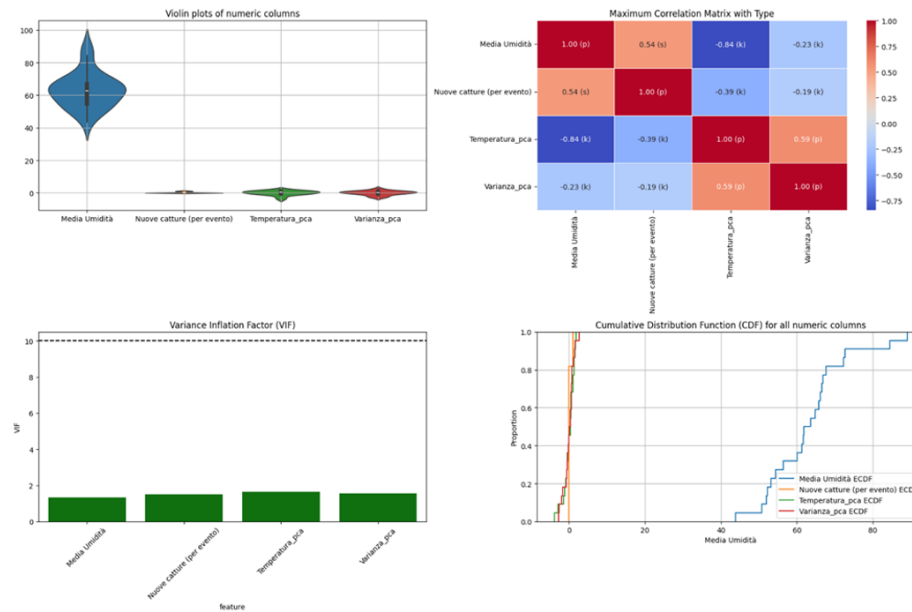 Violin plots of numeric columns
100
80
60
40
20
0
Media Umidità
Nuove catture (per evento)
Temperatura_pca
Varianza_pca
Maximum Correlation Matrix with Type
Media Umidità
1.00 (p)
0.54 (s)
-0.84 (k)
-0.23 (k)
Nuove catture (per evento)
0.54 (s)
1.00 (p)
-0.39 (k)
-0.19 (k)
Temperatura_pca
-0.84 (k)
-0.39 (k)
1.00 (p)
0.59 (p)
Varianza_pca
-0.23 (k)
-0.19 (k)
0.59 (p)
1.00 (p)
Media Umidità
Nuove catture (per evento)
Temperatura_pca
Varianza_pca
1.00
0.75
0.50
0.25
0.00
-0.25
-0.50
-0.75
Variance Inflation Factor (VIF)
VIF
10
8
6
4
2
0
Media Umidità
Nuove catture (per evento)
Temperatura_pca
Varianza_pca
feature
Cumulative Distribution Function (CDF) for all numeric columns
Proportion
1.0
0.8
0.6
0.4
0.2
0.0
0
20
40
60
80
Media Umidità
Media Umidità ECDF
Nuove catture (per evento) ECD
Temperatura_pca ECDF
Varianza_pca ECDF